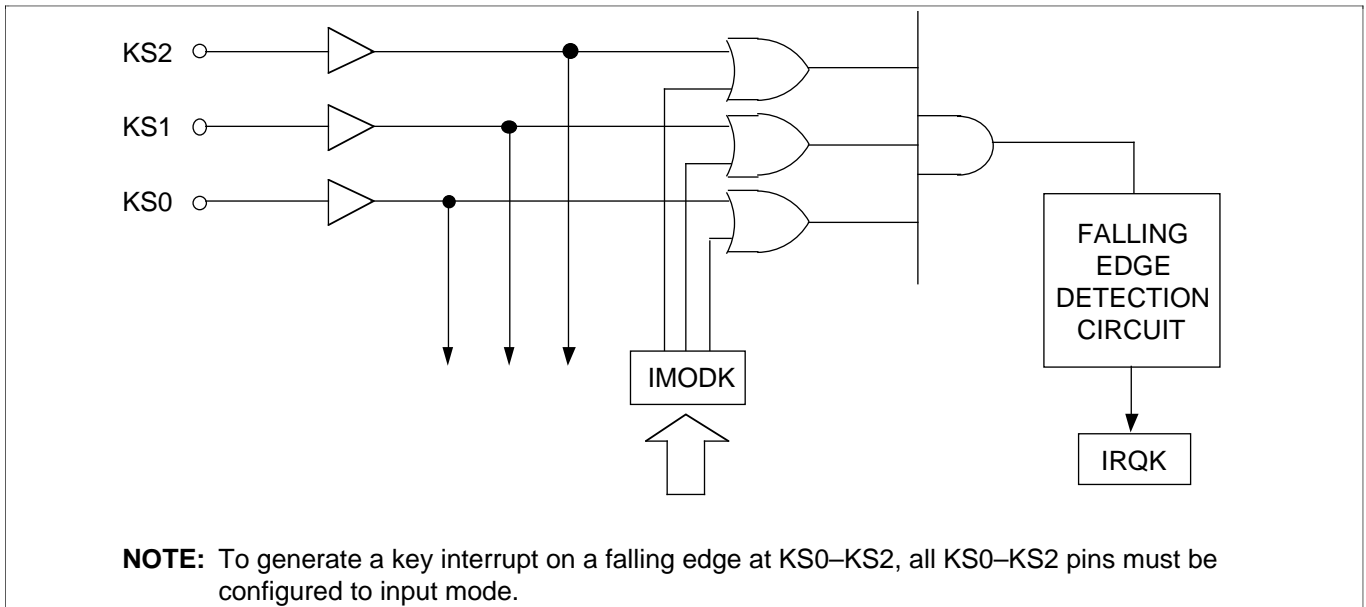 KS2
KS1
KS0
FALLING
EDGE
DETECTION
CIRCUIT
IMODK
IRQK
NOTE: To generate a key interrupt on a falling edge at KS0–KS2, all KS0–KS2 pins must be
configured to input mode.